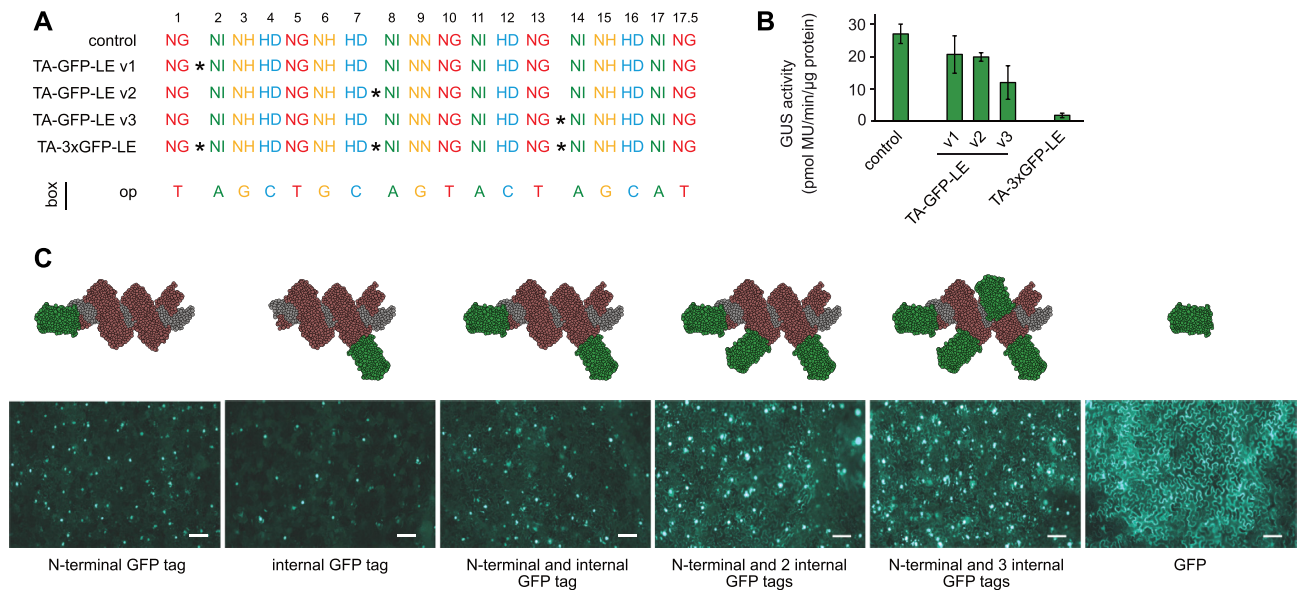 A
1 2 3 4 5 6 7 8 9 10 11 12 13 14 15 16 17 17.5
control NG NI NH HD NG NH HD NI NN NG NI HD NG NI NH HD NI NG
TA-GFP-LE v1 NG * NI NH HD NG NH HD NI NN NG NI HD NG NI NH HD NI NG
TA-GFP-LE v2 NG NI NH HD NG NH HD * NI NN NG NI HD NG NI NH HD NI NG
TA-GFP-LE v3 NG NI NH HD NG NH HD NI NN NG NI HD NG * NI NH HD NI NG
TA-3xGFP-LE NG * NI NH HD NG NH HD * NI NN NG NI HD NG * NI NH HD NI NG
box
op T A G C T G C A G T A C T A G C A T
B
GUS activity
(pmol MU/min/µg protein)
30
20
10
0
control
v1
v2
v3
TA-GFP-LE
TA-3xGFP-LE
C
N-terminal GFP tag
internal GFP tag
N-terminal and internal
GFP tag
N-terminal and 2 internal
GFP tags
N-terminal and 3 internal
GFP tags
GFP